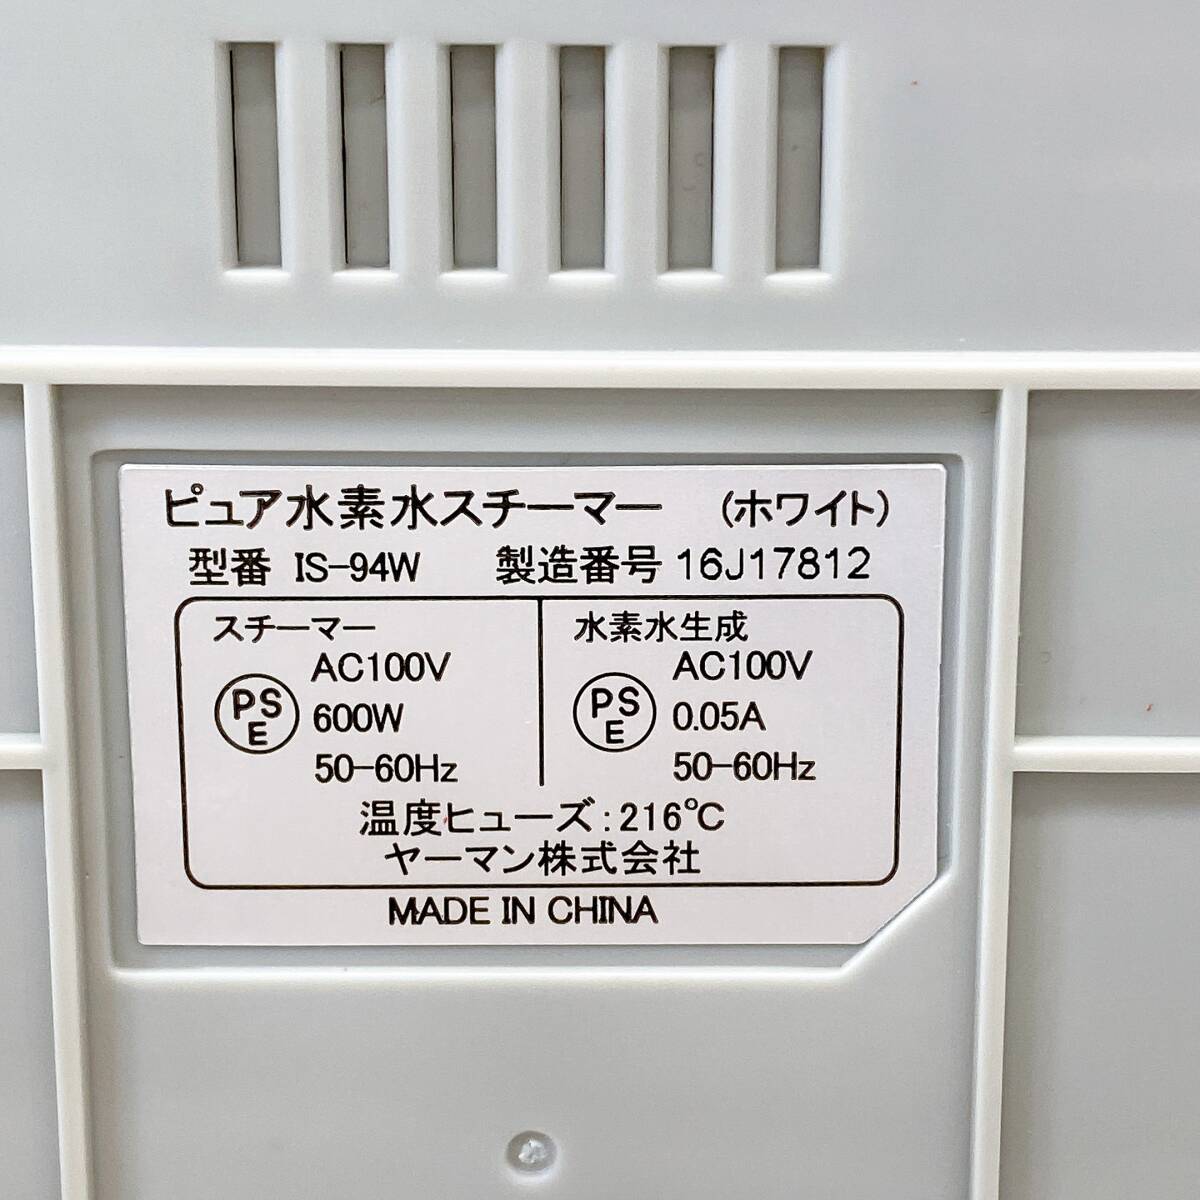 ピュア水素水スチーマー (ホワイト)
型番 IS-94W 製造番号 16J17812
スチーマー
AC100V
PSE 600W
50-60Hz
水素水生成
AC100V
PSE 0.05A
50-60Hz
温度ヒューズ:216℃
ヤーマン株式会社
MADE IN CHINA